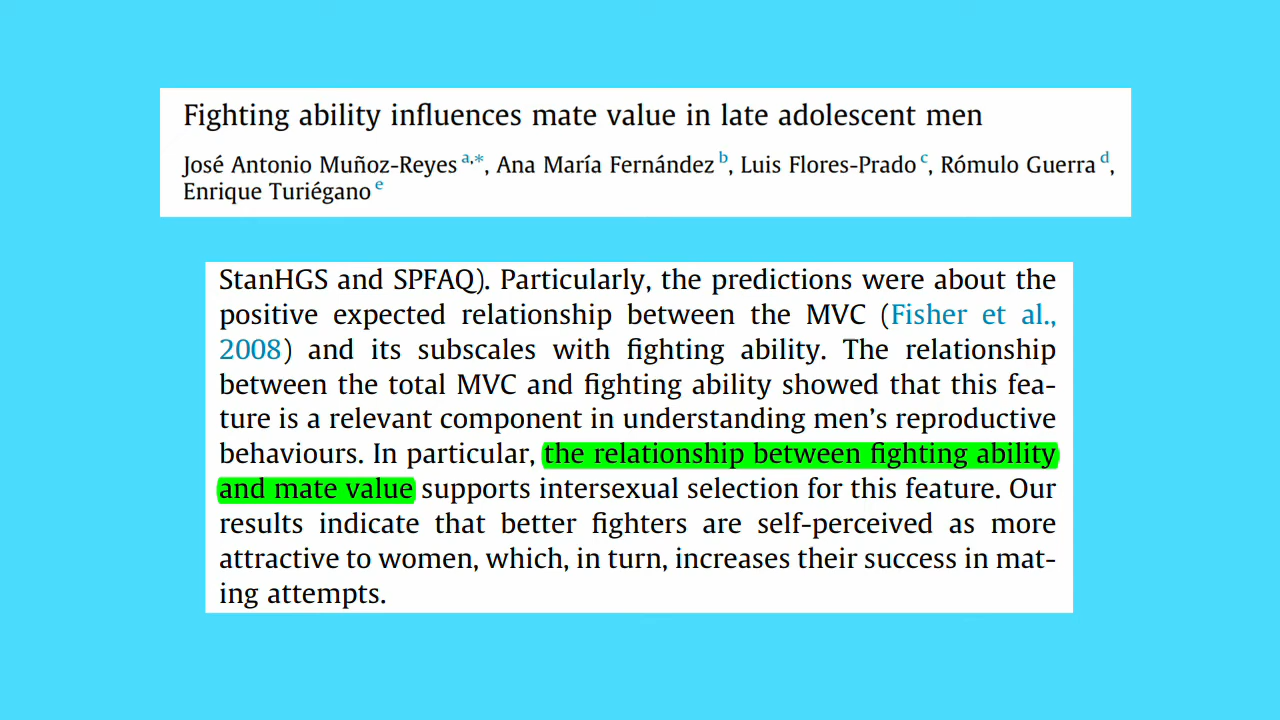 Fighting ability influences mate value in late adolescent men
José Antonio Muñoz-Reyes a,*, Ana María Fernández b, Luis Flores-Prado c, Rómulo Guerra d,
Enrique Turiégano e
StanHGS and SPFAQ). Particularly, the predictions were about the
positive expected relationship between the MVC (Fisher et al.,
2008) and its subscales with fighting ability. The relationship
between the total MVC and fighting ability showed that this fea-
ture is a relevant component in understanding men's reproductive
behaviours. In particular, the relationship between fighting ability
and mate value supports intersexual selection for this feature. Our
results indicate that better fighters are self-perceived as more
attractive to women, which, in turn, increases their success in mat-
ing attempts.